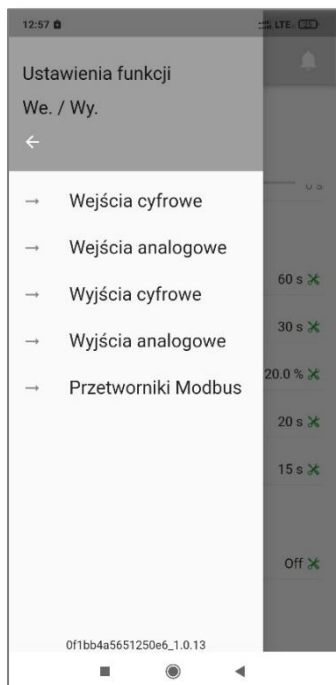 12:57 LTE
Ustawienia funkcji
We. / Wy.
←
→ Wejścia cyfrowe
→ Wejścia analogowe
→ Wyjścia cyfrowe
→ Wyjścia analogowe
→ Przetworniki Modbus
60 s
30 s
20.0 %
20 s
15 s
Off
0f1bb4a5651250e6_1.0.13